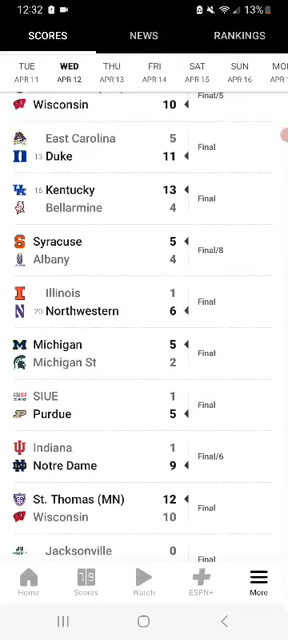 12:32 13%
SCORES NEWS RANKINGS
TUE WED THU FRI SAT SUN MO
APR 11 APR 12 APR 13 APR 14 APR 15 APR 16 APR
Wisconsin 10 Final/5
East Carolina 5
13 Duke 11 Final
16 Kentucky 13 Final
Bellarmine 4
Syracuse 5 Final/8
Albany 4
Illinois 1
20 Northwestern 6 Final
Michigan 5 Final
Michigan St 2
SIUE 1
Purdue 5 Final
Indiana 1
Notre Dame 9 Final/6
St. Thomas (MN) 12 Final
Wisconsin 10
Jacksonville 0 Final
Home Scores Watch ESPN+ More